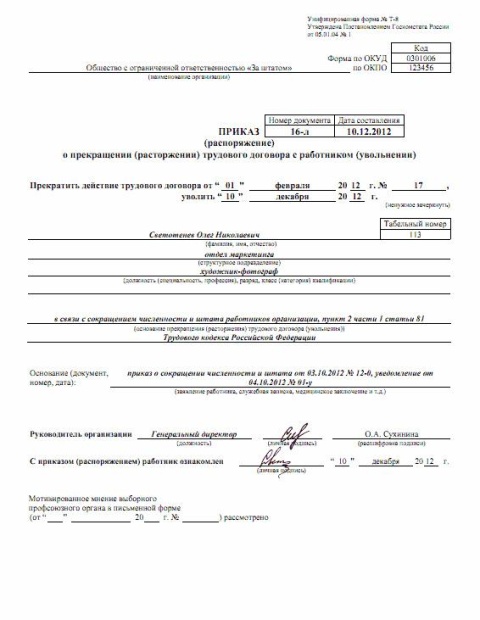 Унифицированная форма № Т-8
Утверждена Постановлением Госкомстата России
от 05.01.04 № 1
Код
Форма по ОКУД 0301006
Общество с ограниченной ответственностью «За штатом» по ОКПО 123456
(наименование организации)
Номер документа Дата составления
ПРИКАЗ 16-л 10.12.2012
(распоряжение)
о прекращении (расторжении) трудового договора с работником (увольнении)
Прекратить действие трудового договора от “ 01 ” февраля 20 12 г. № 17 ,
уволить “ 10 ” декабря 20 12 г.
(ненужное зачеркнуть)
Табельный номер
Светотенев Олег Николаевич 113
(фамилия, имя, отчество)
отдел маркетинга
(структурное подразделение)
художник-фотограф
(должность (специальность, профессия), разряд, класс (категория) квалификации)
в связи с сокращением численности и штата работников организации, пункт 2 части 1 статьи 81
(основание прекращения (расторжения) трудового договора (увольнения))
Трудового кодекса Российской Федерации
Основание (документ, приказ о сокращении численности и штата от 03.10.2012 № 12-0, уведомление от
номер, дата): 04.10.2012 № 01-у
(заявление работника, служебная записка, медицинское заключение и т.д.)
Руководитель организации Генеральный директор О.А. Сухинина
(должность) (личная подпись) (расшифровка подписи)
С приказом (распоряжением) работник ознакомлен “ 10 ” декабря 20 12 г.
(личная подпись)
Мотивированное мнение выборного
профсоюзного органа в письменной форме
(от “ ” 20 г. № ) рассмотрено